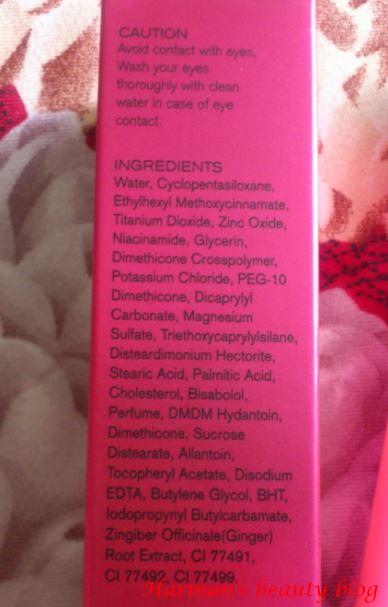 CAUTION
Avoid contact with eyes.
Wash your eyes
thoroughly with clean
water in case of eye
contact.
INGREDIENTS
Water, Cyclopentasiloxane,
Ethylhexyl Methoxycinnamate,
Titanium Dioxide, Zinc Oxide,
Niacinamide, Glycerin,
Dimethicone Crosspolymer,
Potassium Chloride, PEG-10
Dimethicone, Dicaprylyl
Carbonate, Magnesium
Sulfate, Triethoxycaprylylsilane,
Disteardimonium Hectorite,
Stearic Acid, Palmitic Acid,
Cholesterol, Bisabolol,
Perfume, DMDM Hydantoin,
Dimethicone, Sucrose
Distearate, Allantoin,
Tocopheryl Acetate, Disodium
EDTA, Butylene Glycol, BHT,
Iodopropynyl Butylcarbamate,
Zingiber Officinale(Ginger)
Root Extract, CI 77491,
CI 77492, CI 77499.
Harman's beauty blog